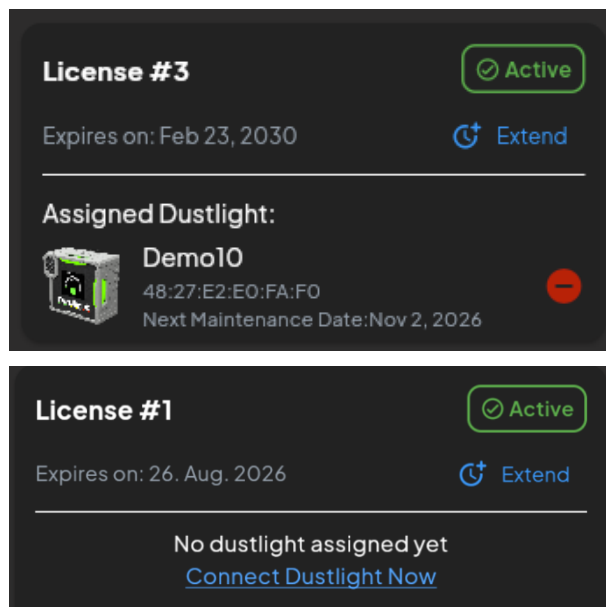 License #3
Active
Expires on: Feb 23, 2030
Extend
Assigned Dustlight:
Demo10
48:27:E2:E0:FA:F0
Next Maintenance Date:Nov 2, 2026
License #1
Active
Expires on: 26. Aug. 2026
Extend
No dustlight assigned yet
Connect Dustlight Now